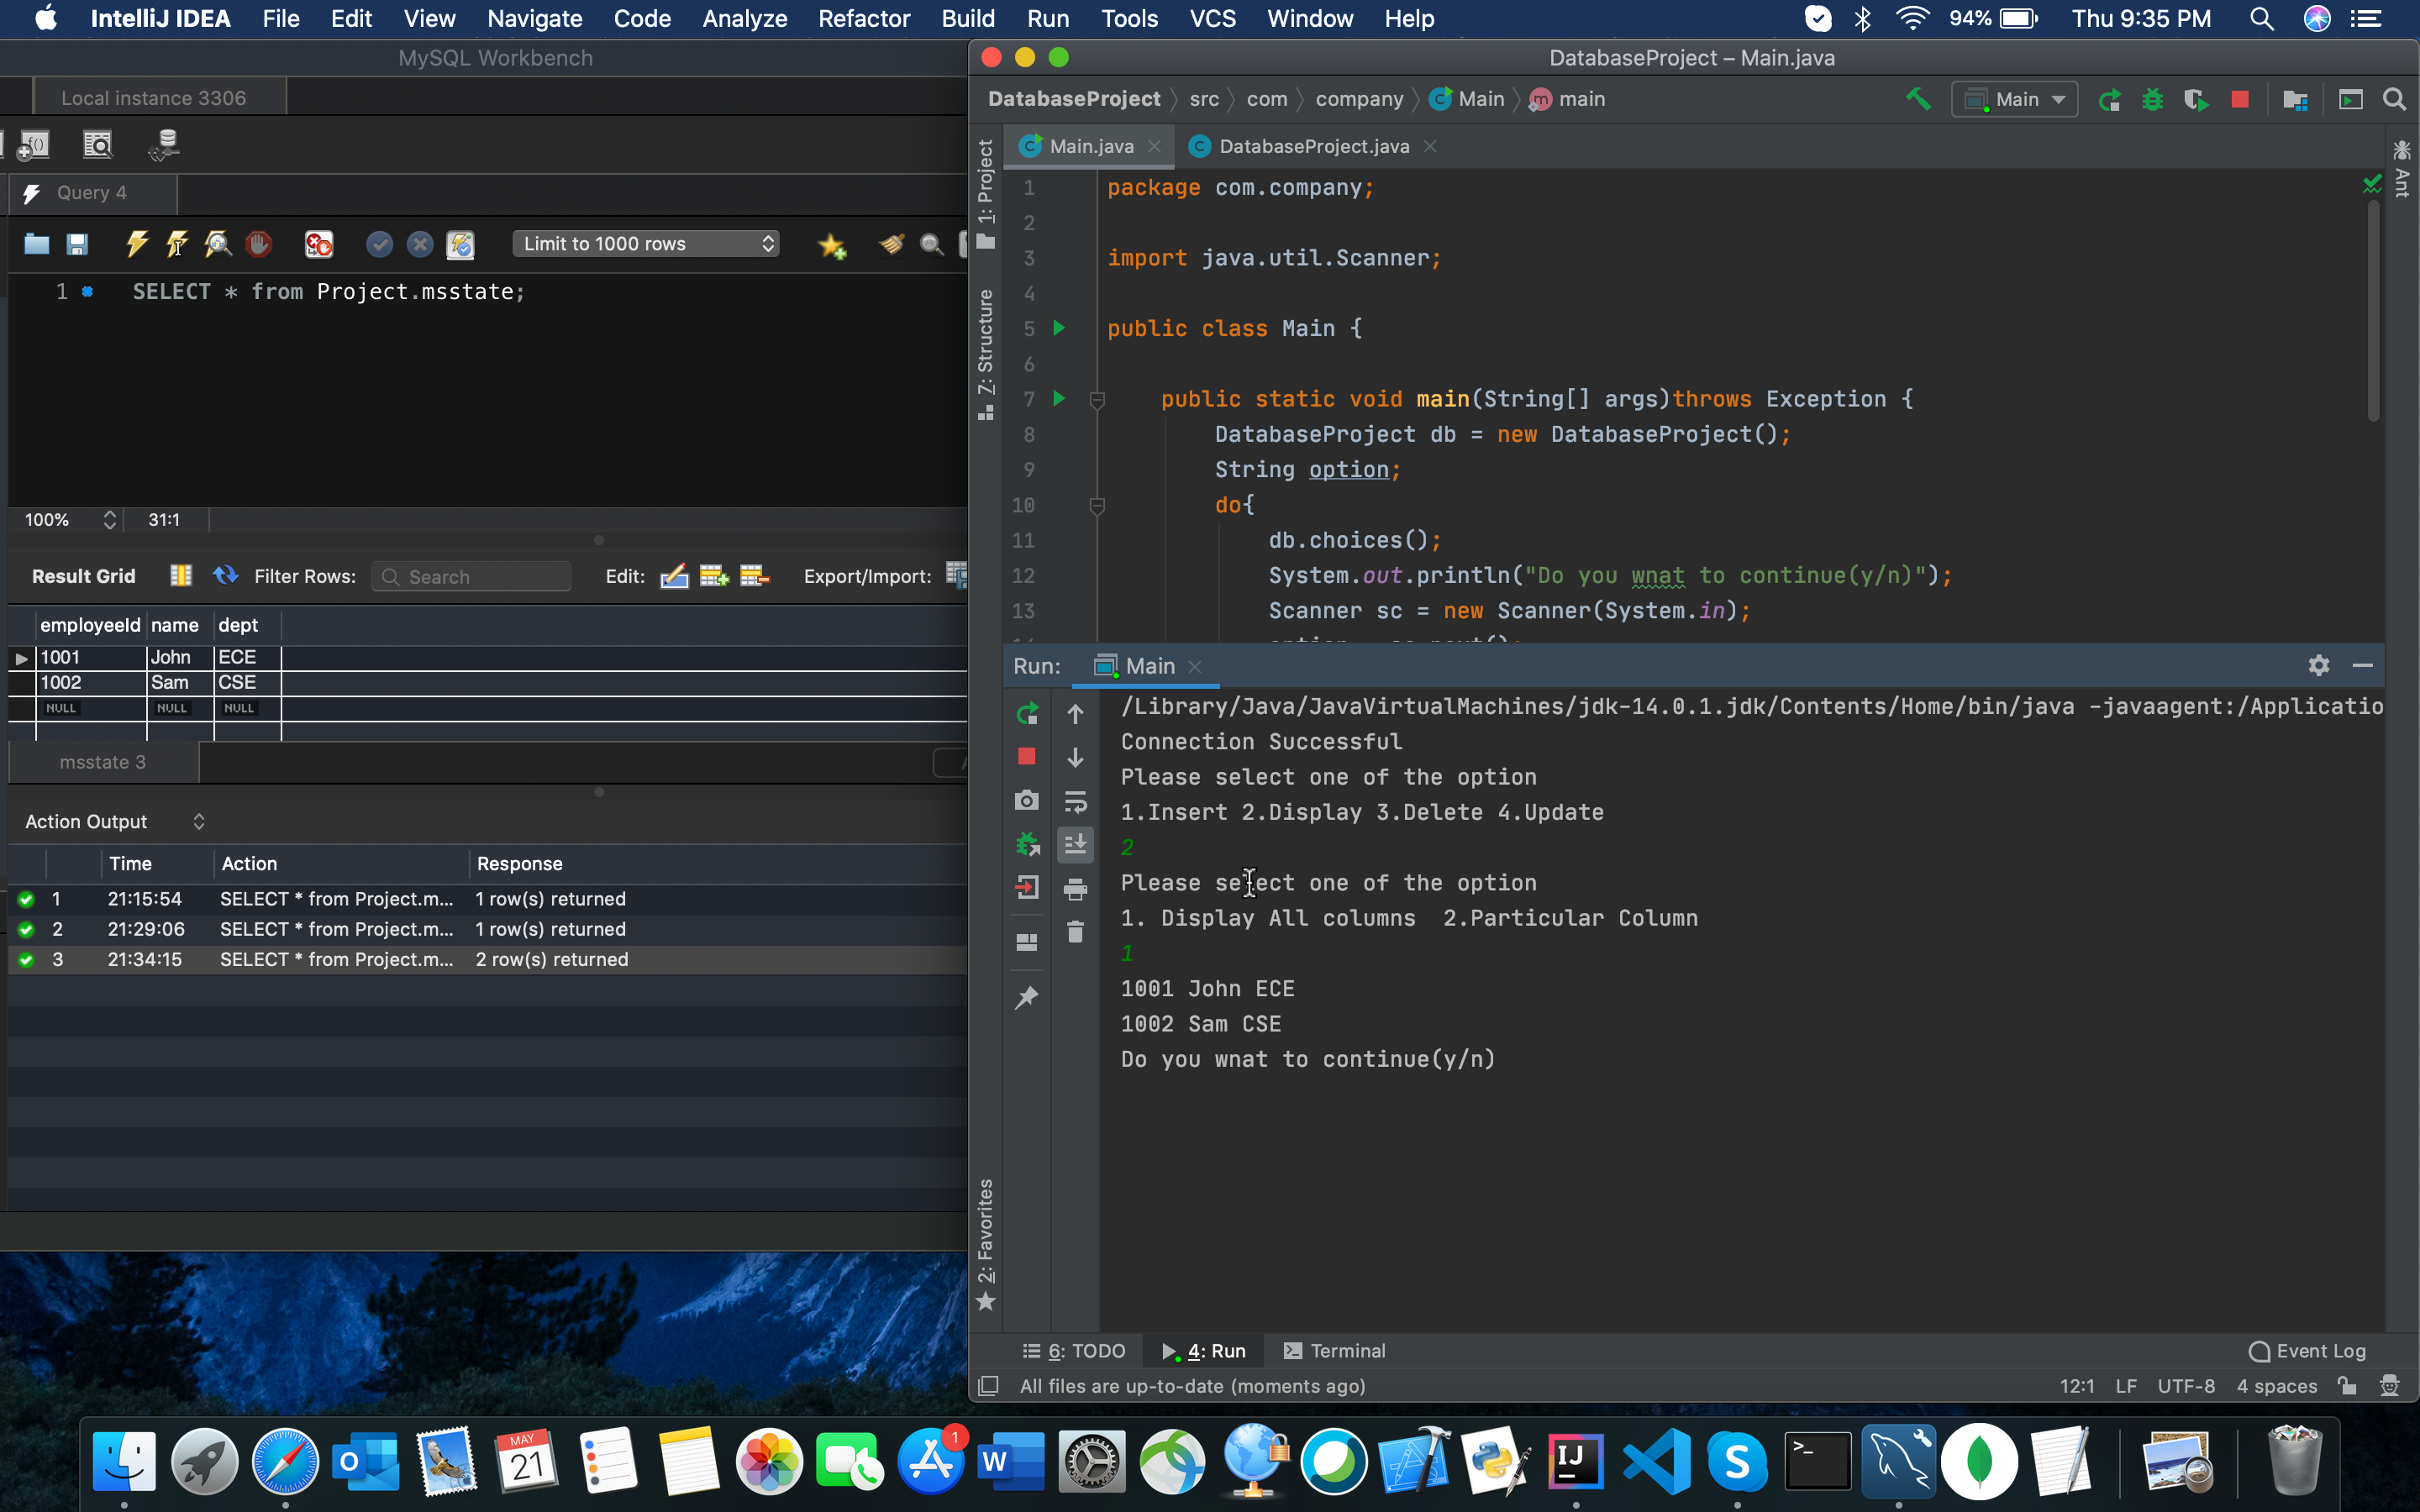 IntelliJ IDEA File Edit View Navigate Code Analyze Refactor Build Run Tools VCS Window Help 94% Thu 9:35 PM
MySQL Workbench
Local instance 3306
Query 4
Limit to 1000 rows
1 SELECT * from Project.msstate;
100% 31:1
Result Grid Filter Rows: Search Edit: Export/Import:
employeeId name dept
1001 John ECE
1002 Sam CSE
NULL NULL NULL
msstate 3
Action Output
Time Action Response
1 21:15:54 SELECT * from Project.m... 1 row(s) returned
2 21:29:06 SELECT * from Project.m... 1 row(s) returned
3 21:34:15 SELECT * from Project.m... 2 row(s) returned
DatabaseProject – Main.java
DatabaseProject src com company Main main Main
Main.java DatabaseProject.java
1: Project
Z: Structure
2: Favorites
Ant
1 package com.company;
2
3 import java.util.Scanner;
4
5 public class Main {
6
7 public static void main(String[] args)throws Exception {
8 DatabaseProject db = new DatabaseProject();
9 String option;
10 do{
11 db.choices();
12 System.out.println("Do you wnat to continue(y/n)");
13 Scanner sc = new Scanner(System.in);
Run: Main
/Library/Java/JavaVirtualMachines/jdk-14.0.1.jdk/Contents/Home/bin/java -javaagent:/Applicatio
Connection Successful
Please select one of the option
1.Insert 2.Display 3.Delete 4.Update
2
Please select one of the option
1. Display All columns 2.Particular Column
1
1001 John ECE
1002 Sam CSE
Do you wnat to continue(y/n)
6: TODO 4: Run Terminal Event Log
All files are up-to-date (moments ago) 12:1 LF UTF-8 4 spaces
MAY
21
1
W
IJ
S